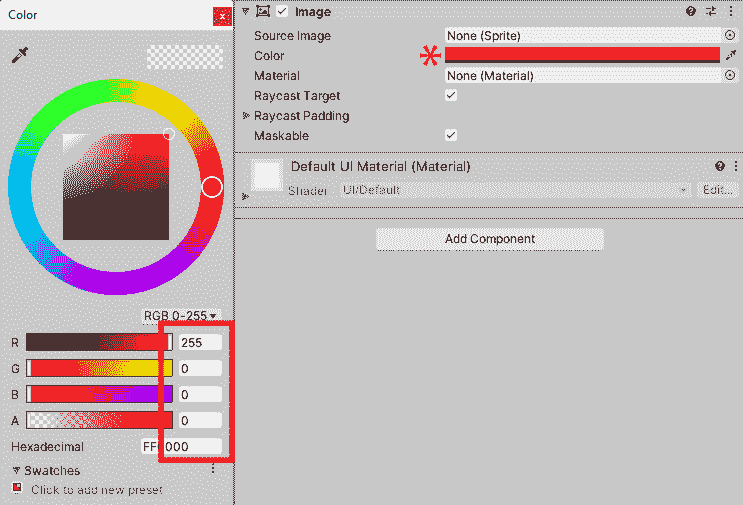 Color
x
RGB 0-255
R 255
G 0
B 0
A 0
Hexadecimal FF0000
Swatches
Click to add new preset
Image
Source Image None (Sprite)
Color
Material None (Material)
Raycast Target
Raycast Padding
Maskable
Default UI Material (Material)
Shader UI/Default Edit...
Add Component